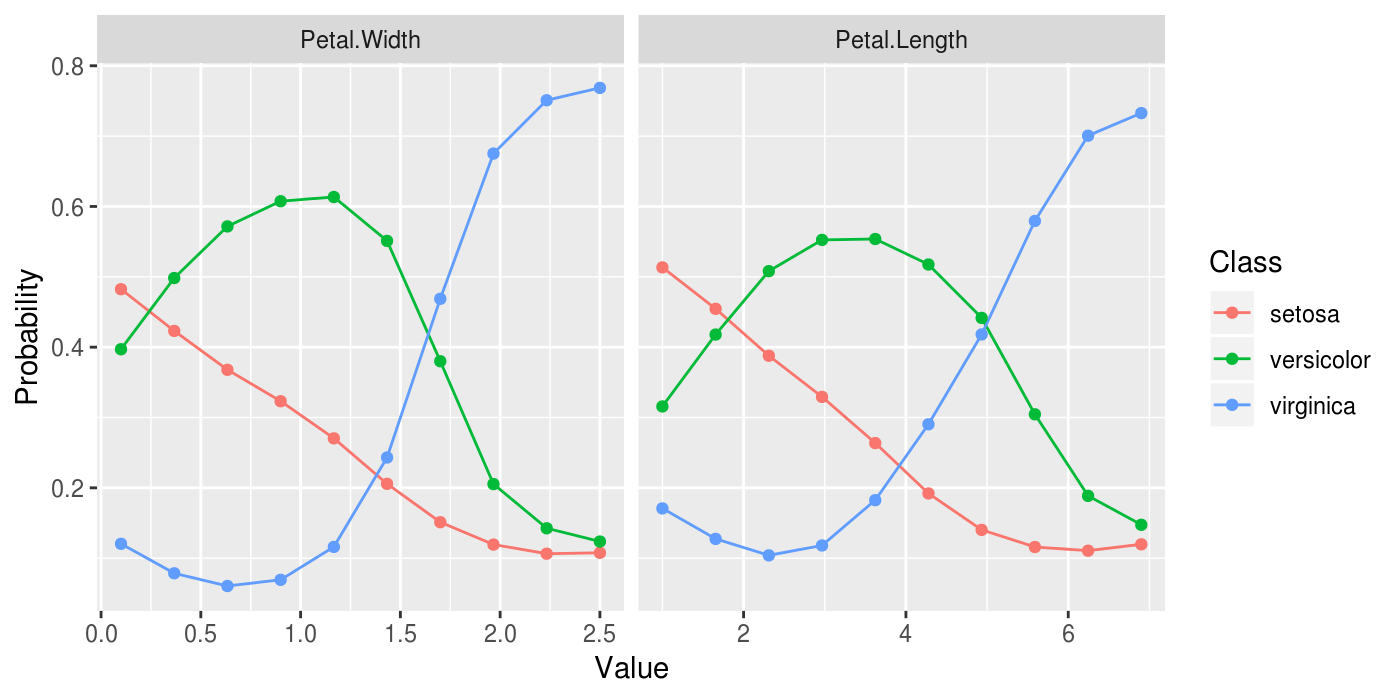 Petal.Width
Petal.Length
Probability
0.8
0.6
0.4
0.2
0.0 0.5 1.0 1.5 2.0 2.5
2 4 6
Value
Class
setosa
versicolor
virginica